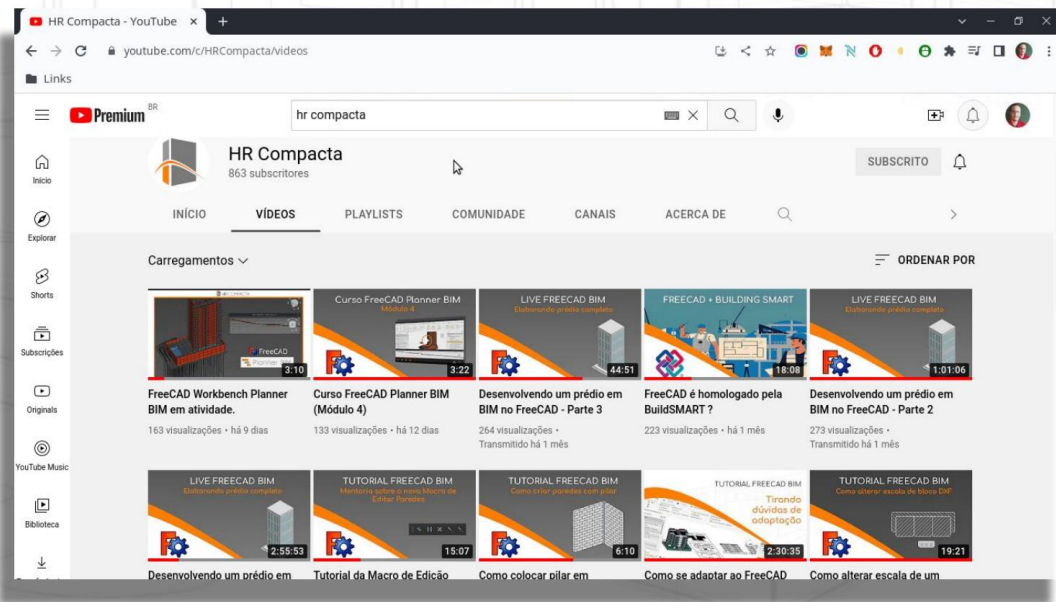 HR Compacta - YouTube
youtube.com/c/HRCompacta/videos
Links
Premium BR
hr compacta
HR Compacta
863 subscritores
SUBSCRITO
INÍCIO VÍDEOS PLAYLISTS COMUNIDADE CANAIS ACERCA DE
Início
Explorar
Shorts
Subscrições
Originals
YouTube Music
Biblioteca
Carregamentos
ORDENAR POR
FreeCAD
Planner BIM
3:10
FreeCAD Workbench Planner
BIM em atividade.
163 visualizações • há 9 dias
Curso FreeCAD Planner BIM
Módulo 4
3:22
Curso FreeCAD Planner BIM
(Módulo 4)
133 visualizações • há 12 dias
LIVE FREECAD BIM
Elaborando prédio completo
44:51
Desenvolvendo um prédio em
BIM no FreeCAD - Parte 3
264 visualizações •
Transmitido há 1 mês
FREECAD + BUILDING SMART
18:08
FreeCAD é homologado pela
BuildSMART ?
223 visualizações • há 1 mês
LIVE FREECAD BIM
Elaborando prédio completo
1:01:06
Desenvolvendo um prédio em
BIM no FreeCAD - Parte 2
273 visualizações •
Transmitido há 1 mês
LIVE FREECAD BIM
Elaborando prédio completo
2:55:53
Desenvolvendo um prédio em
TUTORIAL FREECAD BIM
Mentoria sobre a nova Macro de
Editar Paredes
15:07
Tutorial da Macro de Edição
TUTORIAL FREECAD BIM
Como criar paredes com pilar
6:10
Como colocar pilar em
TUTORIAL FREECAD BIM
Tirando
dúvidas de
adaptação
2:30:35
Como se adaptar ao FreeCAD
TUTORIAL FREECAD BIM
Como alterar escala de bloco DXF
19:21
Como alterar escala de um